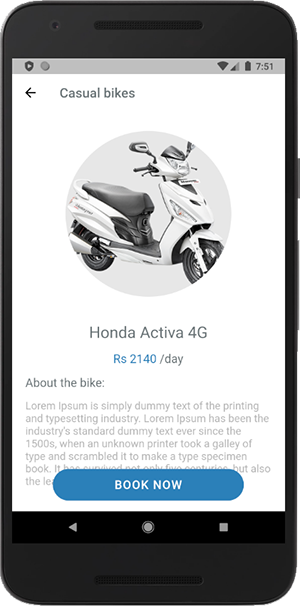 7:51
Casual bikes
Honda Activa 4G
Rs 2140 /day
About the bike:
Lorem Ipsum is simply dummy text of the printing
and typesetting industry. Lorem Ipsum has been the
industry's standard dummy text ever since the
1500s, when an unknown printer took a galley of
type and scrambled it to make a type specimen
book. It has survived not only five centuries, but also
the lea
BOOK NOW